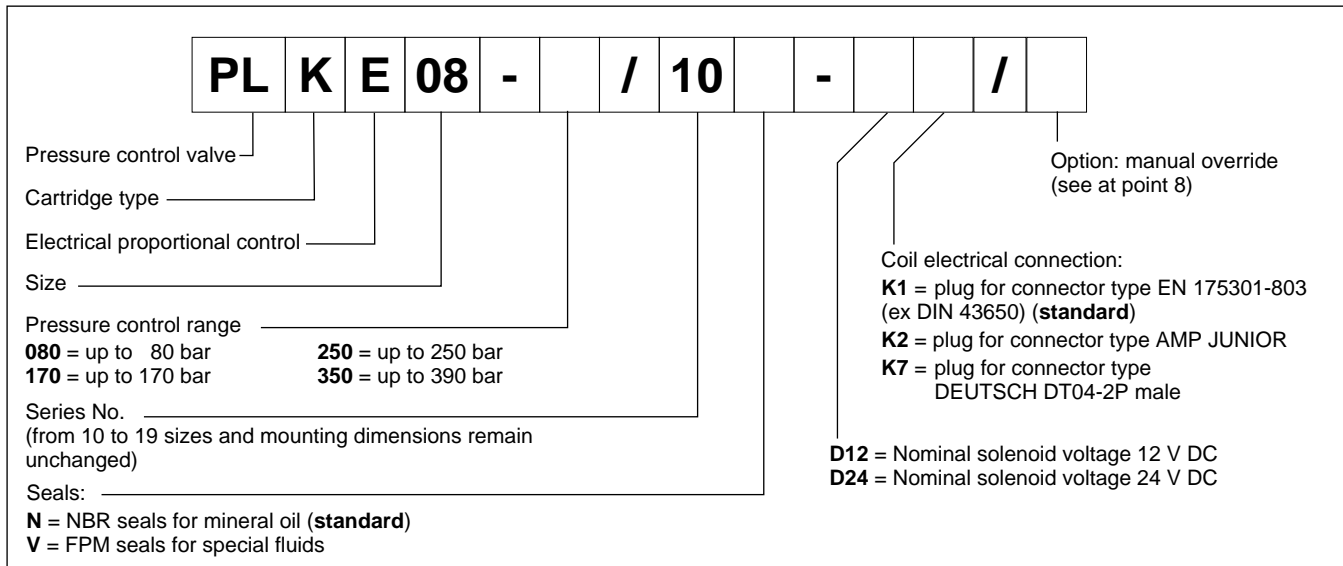 PL K E 08 - / 10 - /
Pressure control valve
Cartridge type
Electrical proportional control
Size
Pressure control range
080 = up to 80 bar
170 = up to 170 bar
250 = up to 250 bar
350 = up to 390 bar
Series No.
(from 10 to 19 sizes and mounting dimensions remain
unchanged)
Seals:
N = NBR seals for mineral oil (standard)
V = FPM seals for special fluids
Option: manual override
(see at point 8)
Coil electrical connection:
K1 = plug for connector type EN 175301-803
(ex DIN 43650) (standard)
K2 = plug for connector type AMP JUNIOR
K7 = plug for connector type
DEUTSCH DT04-2P male
D12 = Nominal solenoid voltage 12 V DC
D24 = Nominal solenoid voltage 24 V DC